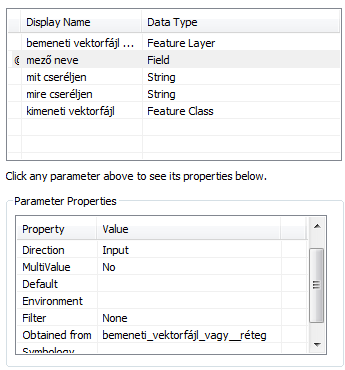 Display Name Data Type
bemeneti vektorfájl ... Feature Layer
mező neve Field
mit cseréljen String
mire cseréljen String
kimeneti vektorfájl Feature Class
Click any parameter above to see its properties below.
Parameter Properties
Property Value
Direction Input
MultiValue No
Default
Environment
Filter None
Obtained from bemeneti_vektorfájl_vagy__réteg
Symbology